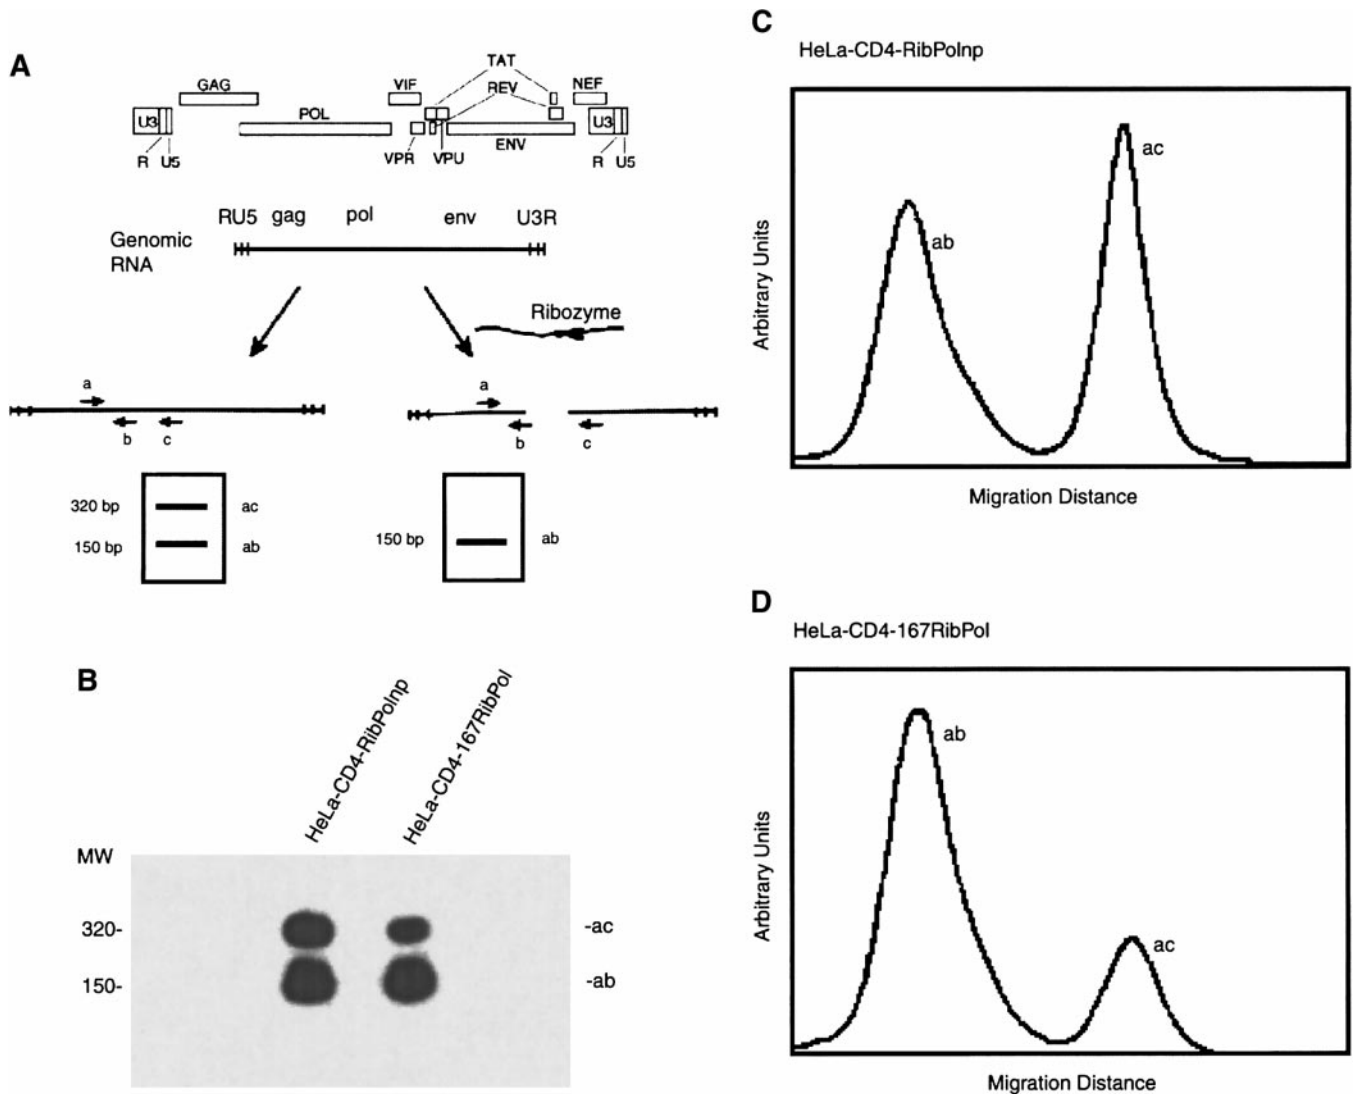 A
TAT
GAG
VIF
REV
NEF
U3
POL
U3
R U5
VPR VPU
ENV
R U5
RU5 gag pol env U3R
Genomic
RNA
Ribozyme
a
b c
a
b c
320 bp ac
150 bp ab
150 bp ab
B
HeLa-CD4-RibPolnp
HeLa-CD4-167RibPol
MW
320- -ac
150- -ab
C
HeLa-CD4-RibPolnp
Arbitrary Units
ab
ac
Migration Distance
D
HeLa-CD4-167RibPol
Arbitrary Units
ab
ac
Migration Distance